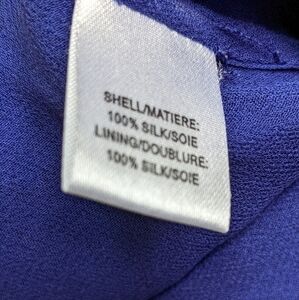 SHELL/MATIERE:
100% SILK/SOIE
LINING/DOUBLURE:
100% SILK/SOIE